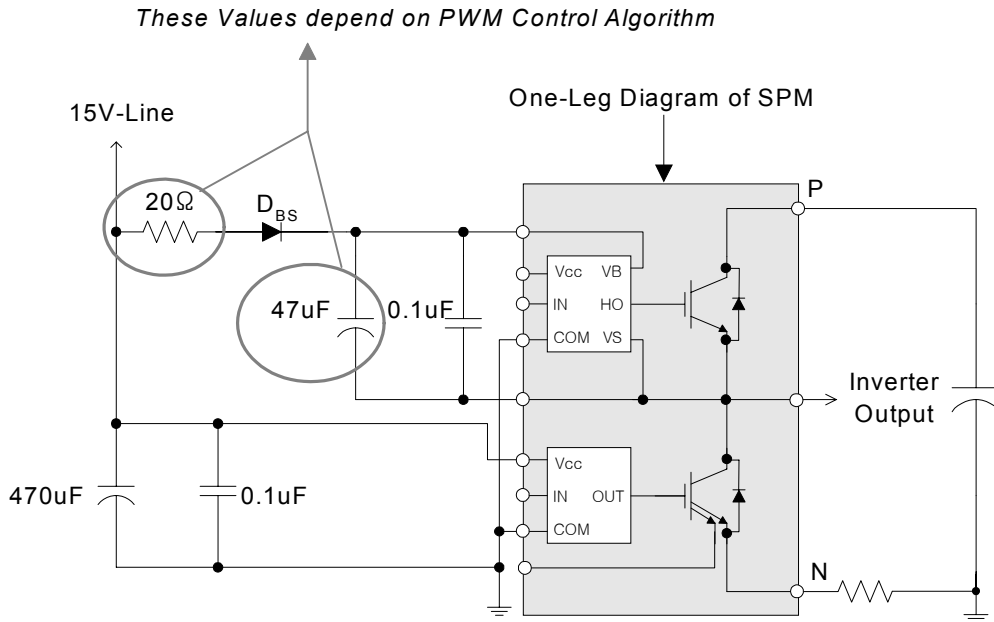 These Values depend on PWM Control Algorithm
One-Leg Diagram of SPM
15V-Line
P
20Ω
D_BS
Vcc VB
IN HO
COM VS
47uF
0.1uF
Inverter
Output
Vcc
IN OUT
COM
470uF
0.1uF
N